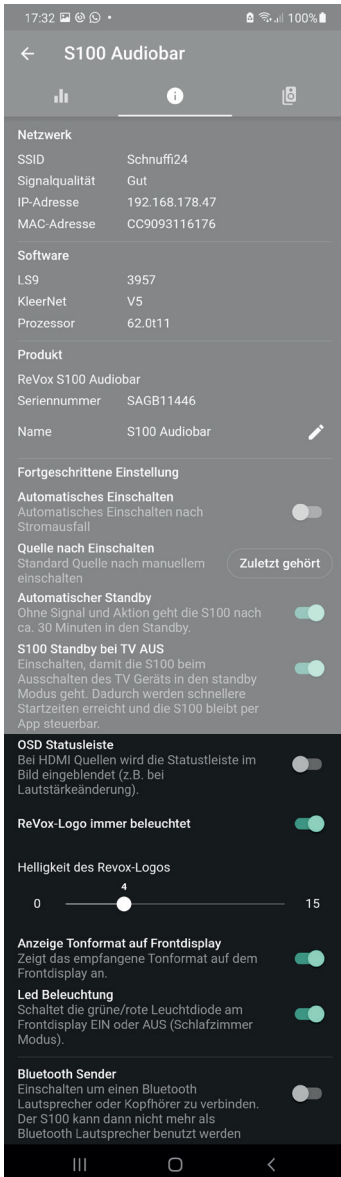 17:32
100%
S100 Audiobar
Netzwerk
SSID Schnuffi24
Signalqualität Gut
IP-Adresse 192.168.178.47
MAC-Adresse CC9093116176
Software
LS9 3957
KleerNet V5
Prozessor 62.0t11
Produkt
ReVox S100 Audiobar
Seriennummer SAGB11446
Name S100 Audiobar
Fortgeschrittene Einstellung
Automatisches Einschalten
Automatisches Einschalten nach
Stromausfall
Quelle nach Einschalten
Standard Quelle nach manuellem
einschalten
Zuletzt gehört
Automatischer Standby
Ohne Signal und Aktion geht die S100 nach
ca. 30 Minuten in den Standby.
S100 Standby bei TV AUS
Einschalten, damit die S100 beim
Ausschalten des TV Geräts in den standby
Modus geht. Dadurch werden schnellere
Startzeiten erreicht und die S100 bleibt per
App steuerbar.
OSD Statusleiste
Bei HDMI Quellen wird die Statustleiste im
Bild eingeblendet (z.B. bei
Lautstärkeänderung).
ReVox-Logo immer beleuchtet
Helligkeit des Revox-Logos
4
0 15
Anzeige Tonformat auf Frontdisplay
Zeigt das empfangene Tonformat auf dem
Frontdisplay an.
Led Beleuchtung
Schaltet die grüne/rote Leuchtdiode am
Frontdisplay EIN oder AUS (Schlafzimmer
Modus).
Bluetooth Sender
Einschalten um einen Bluetooth
Lautsprecher oder Kopfhörer zu verbinden.
Der S100 kann dann nicht mehr als
Bluetooth Lautsprecher benutzt werden